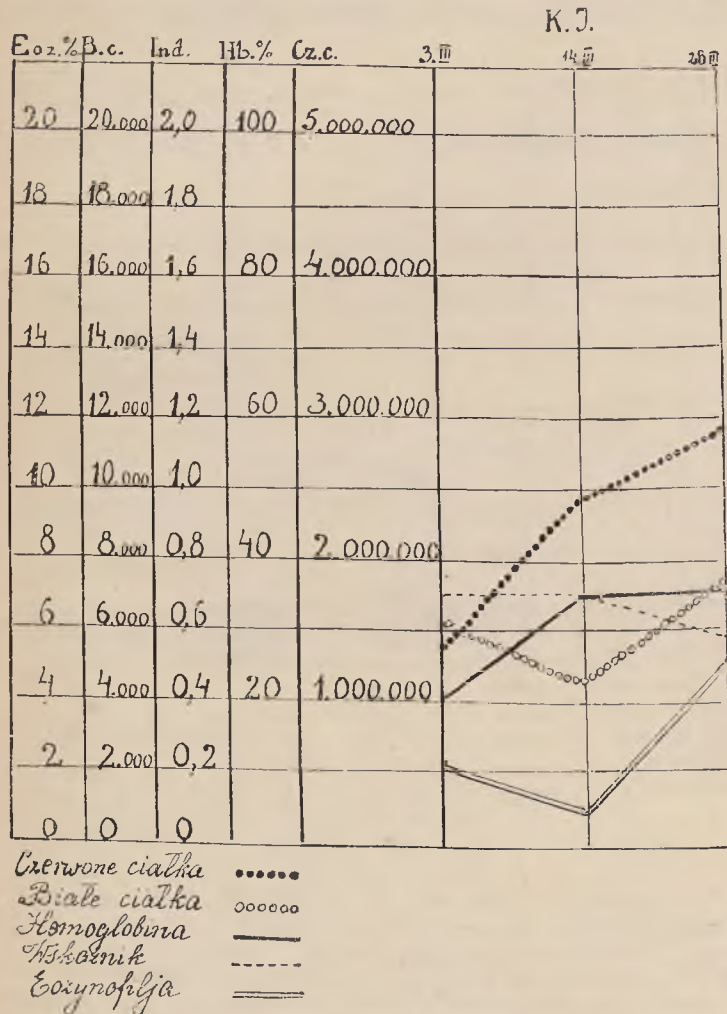 K. J.
Eoz.% B.c. Ind. Hb.% Cz.c. 3.III 14 III 28 III
20 20.000 2,0 100 5.000.000
18 18.000 1,8
16 16.000 1,6 80 4.000.000
14 14.000 1,4
12 12.000 1,2 60 3.000.000
10 10.000 1,0
8 8.000 0,8 40 2.000.000
6 6.000 0,6
4 4.000 0,4 20 1.000.000
2 2.000 0,2
0 0 0
Czerwone ciałka
Białe ciałka
Hemoglobina
Wskaźnik
Eozynofilja